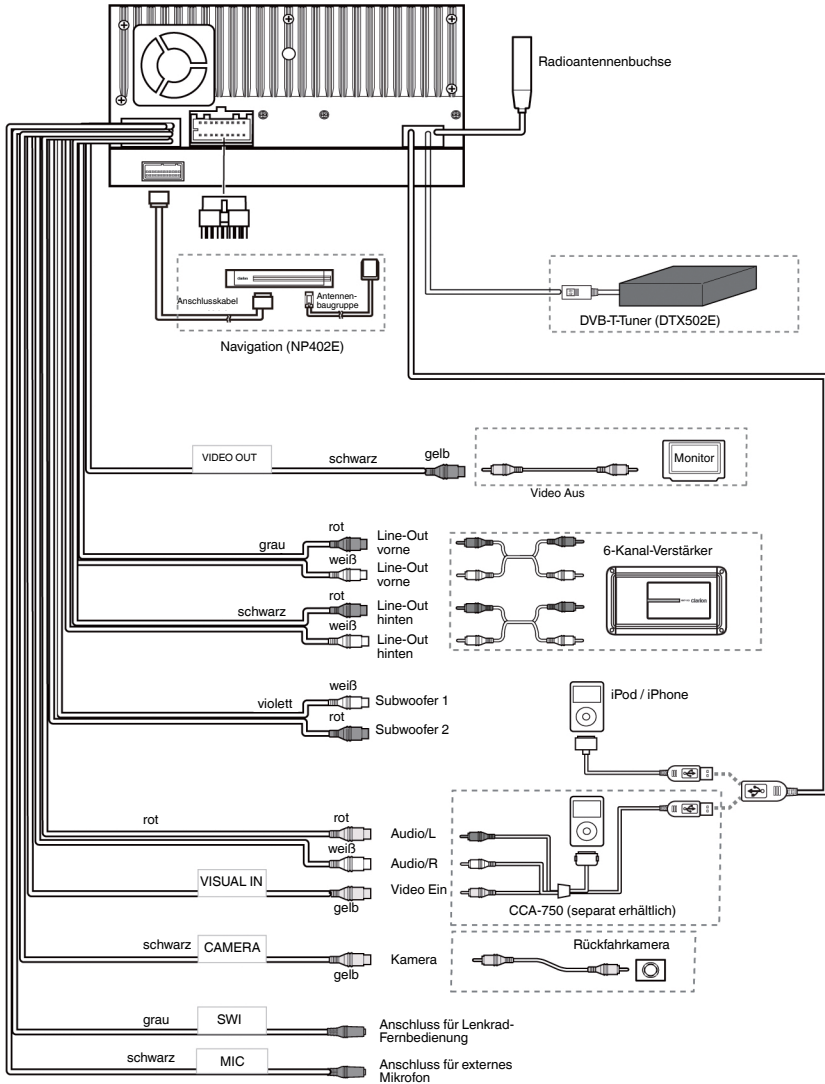 Radioantennenbuchse
clarion
Anschlusskabel
Antennen-
baugruppe
Navigation (NP402E)
DVB-T-Tuner (DTX502E)
VIDEO OUT
schwarz
gelb
Monitor
Video Aus
grau
rot
Line-Out
vorne
weiß
Line-Out
vorne
6-Kanal-Verstärker
clarion
schwarz
rot
Line-Out
hinten
weiß
Line-Out
hinten
violett
weiß
Subwoofer 1
rot
Subwoofer 2
iPod / iPhone
rot
rot
Audio/L
weiß
Audio/R
VISUAL IN
Video Ein
gelb
CCA-750 (separat erhältlich)
schwarz
CAMERA
Kamera
gelb
Rückfahrkamera
grau
SWI
Anschluss für Lenkrad-
Fernbedienung
schwarz
MIC
Anschluss für externes
Mikrofon